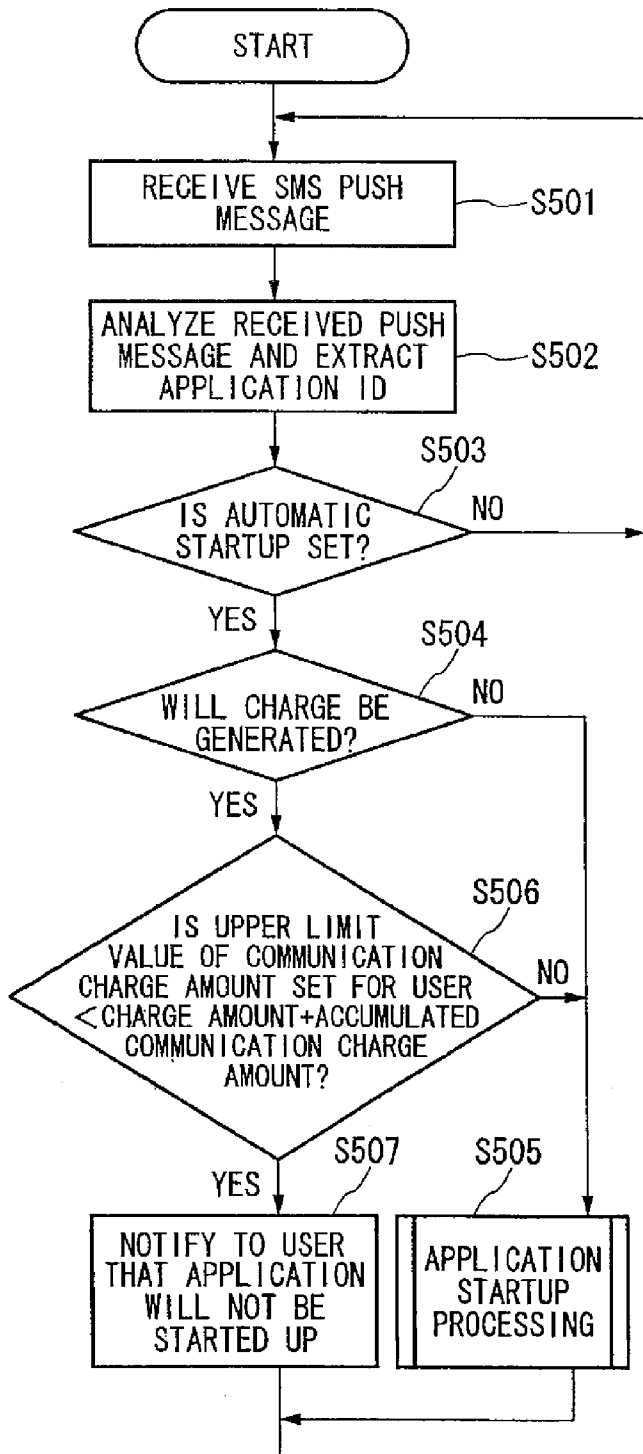 START
RECEIVE SMS PUSH
MESSAGE
S501
ANALYZE RECEIVED PUSH
MESSAGE AND EXTRACT
APPLICATION ID
S502
S503
IS AUTOMATIC
STARTUP SET?
NO
YES
S504
WILL CHARGE BE
GENERATED?
NO
YES
S506
IS UPPER LIMIT
VALUE OF COMMUNICATION
CHARGE AMOUNT SET FOR USER
<CHARGE AMOUNT+ACCUMULATED
COMMUNICATION CHARGE
AMOUNT?
NO
YES
S507
NOTIFY TO USER
THAT APPLICATION
WILL NOT BE
STARTED UP
S505
APPLICATION
STARTUP
PROCESSING